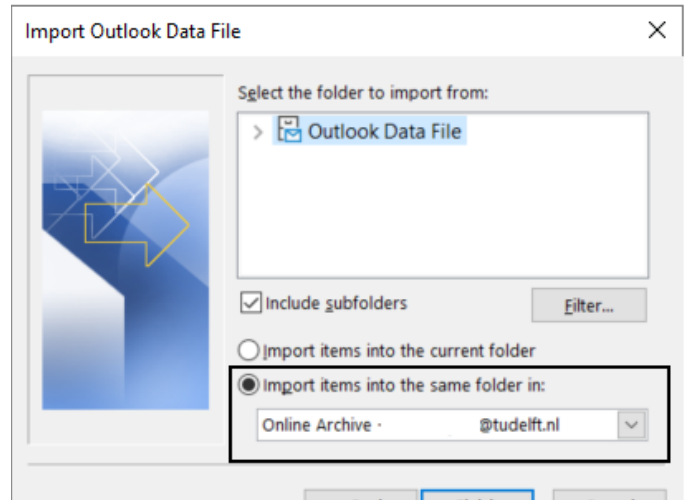 Import Outlook Data File
Select the folder to import from:
Outlook Data File
Include subfolders
Filter...
Import items into the current folder
Import items into the same folder in:
Online Archive - @tudelft.nl